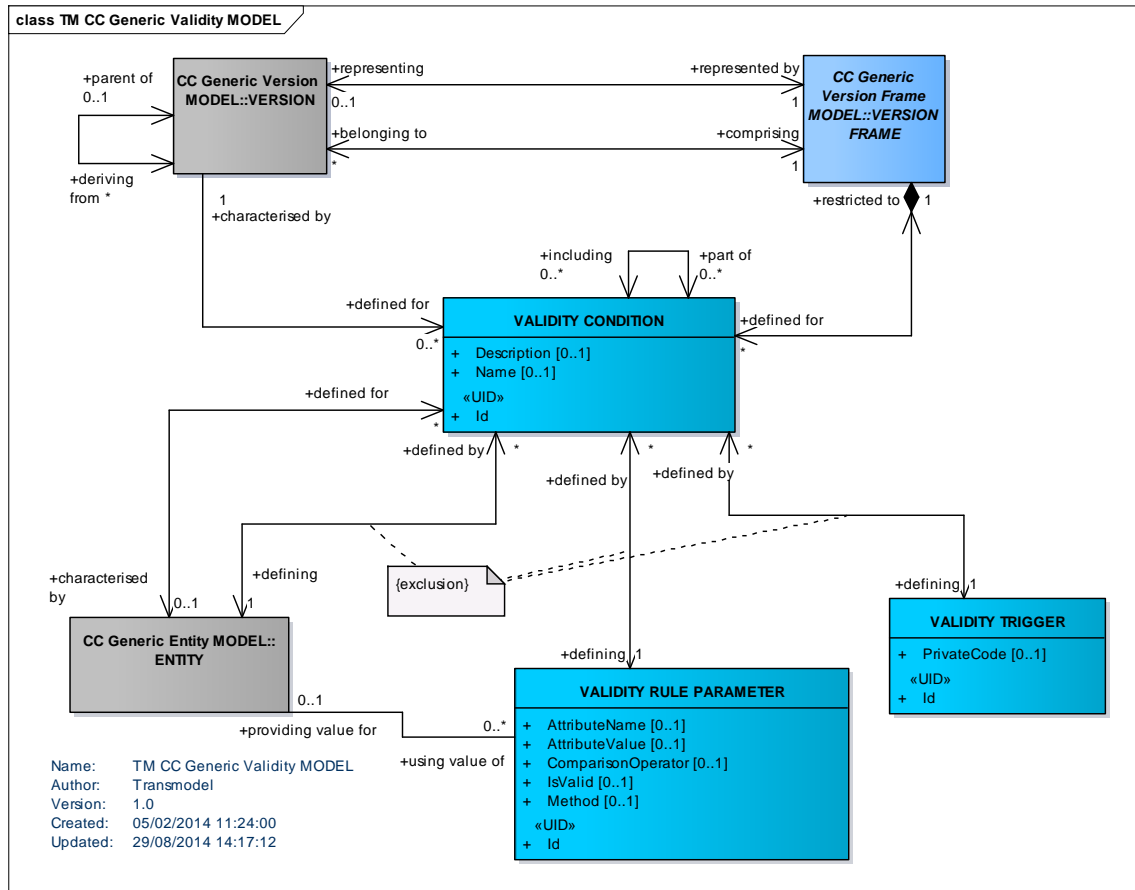 class TM CC Generic Validity MODEL
+parent of
0..1
+deriving
from *
CC Generic Version
MODEL::VERSION
+representing
0..1
+represented by
1
+belonging to
*
+comprising
1
CC Generic
Version Frame
MODEL::VERSION
FRAME
1
+characterised by
+restricted to
1
+including
0..*
+part of
0..*
+defined for
0..*
+defined for
*
VALIDITY CONDITION
+ Description [0..1]
+ Name [0..1]
«UID»
+ Id
+defined for
*
+defined by
*
+defined by
*
+defined by
*
{exclusion}
+characterised
by
0..1
+defining
1
+defining
1
+defining
1
CC Generic Entity MODEL::
ENTITY
VALIDITY TRIGGER
+ PrivateCode [0..1]
«UID»
+ Id
0..1
+providing value for
0..*
+using value of
VALIDITY RULE PARAMETER
+ AttributeName [0..1]
+ AttributeValue [0..1]
+ ComparisonOperator [0..1]
+ IsValid [0..1]
+ Method [0..1]
«UID»
+ Id
Name: TM CC Generic Validity MODEL
Author: Transmodel
Version: 1.0
Created: 05/02/2014 11:24:00
Updated: 29/08/2014 14:17:12